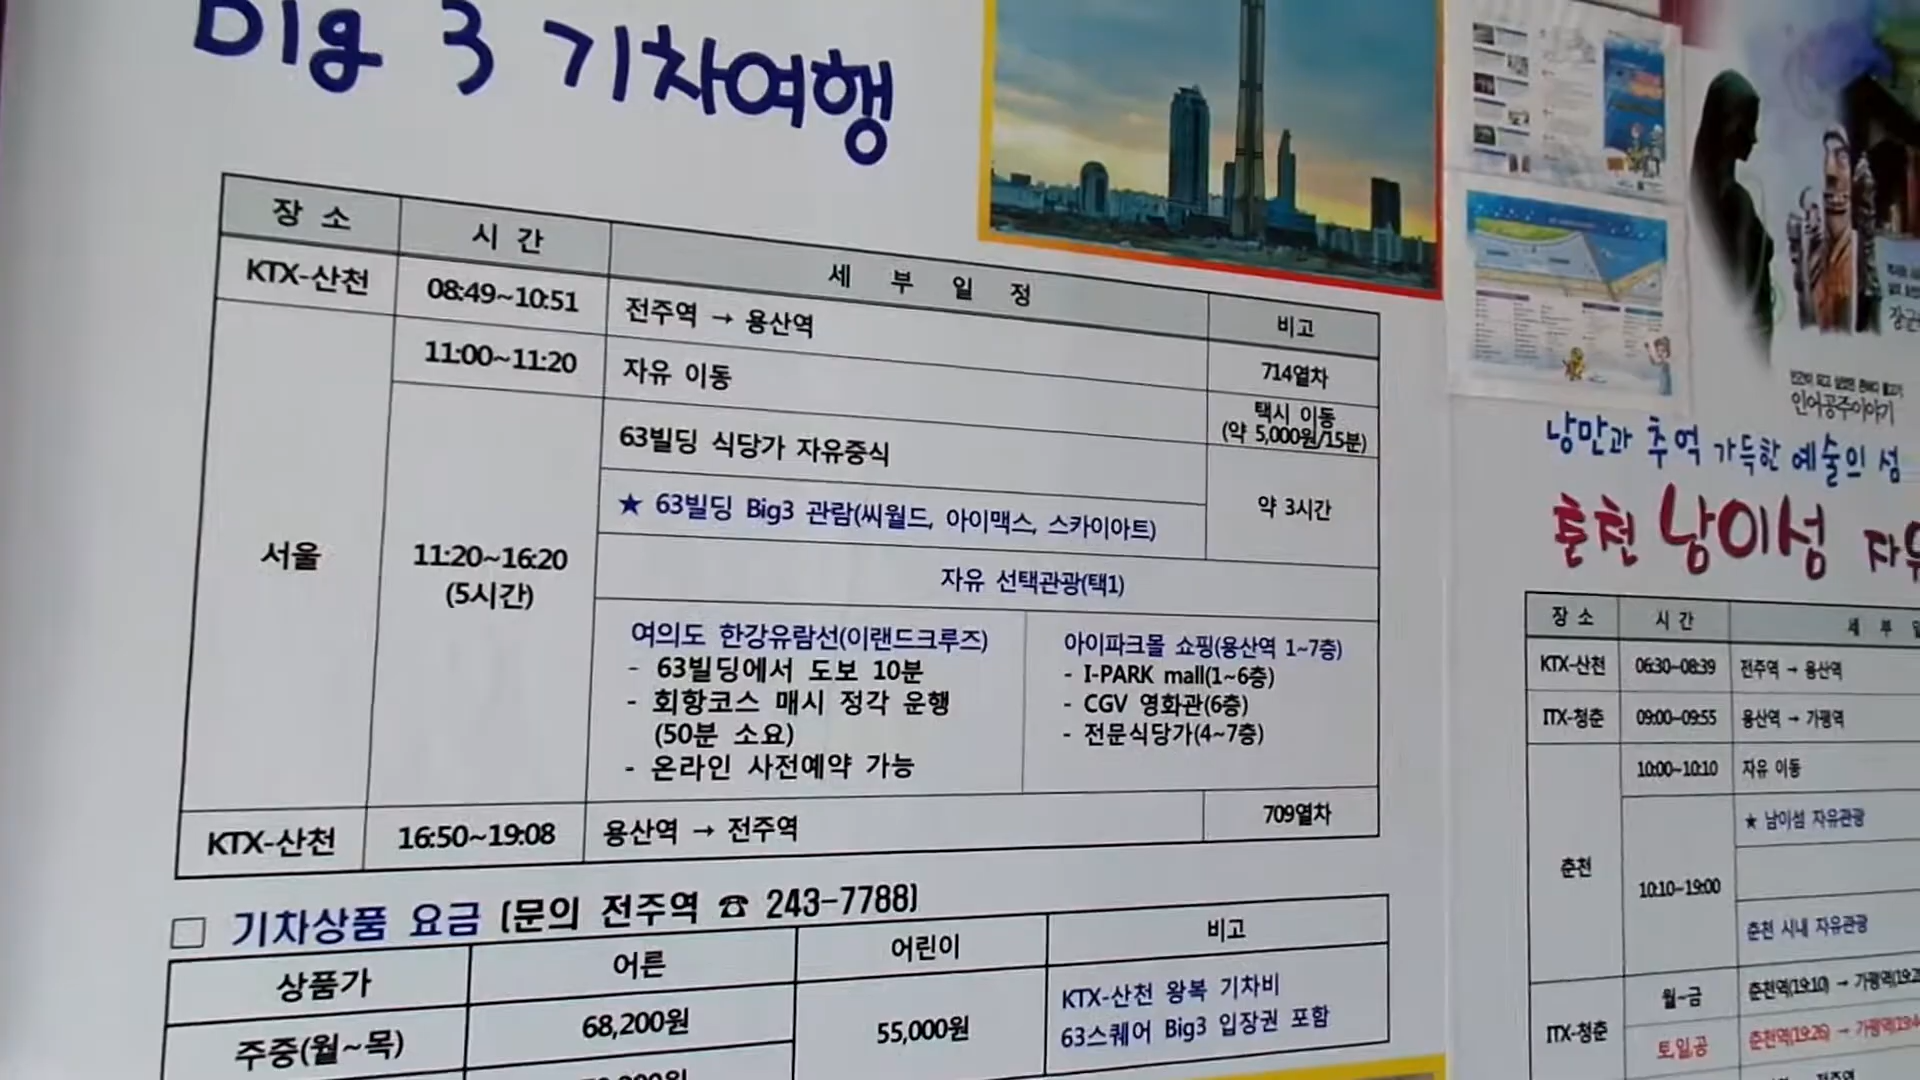 Big 3 기차여행
장 소 시 간 세 부 일 정 비고
KTX-산천 08:49~10:51 전주역 → 용산역 714열차
서울 11:00~11:20 자유 이동 택시 이동
(약 5,000원/15분)
11:20~16:20
(5시간)
63빌딩 식당가 자유중식 약 3시간
★ 63빌딩 Big3 관람(씨월드, 아이맥스, 스카이아트)
자유 선택관광(택1)
여의도 한강유람선(이랜드크루즈)
- 63빌딩에서 도보 10분
- 회항코스 매시 정각 운행
(50분 소요)
- 온라인 사전예약 가능
아이파크몰 쇼핑(용산역 1~7층)
- I-PARK mall(1~6층)
- CGV 영화관(6층)
- 전문식당가(4~7층)
KTX-산천 16:50~19:08 용산역 → 전주역 709열차
□ 기차상품 요금 (문의 전주역 ☎ 243-7788)
상품가 어른 어린이 비고
주중(월~목) 68,200원 55,000원
KTX-산천 왕복 기차비
63스퀘어 Big3 입장권 포함
인어공주이야기
낭만과 추억 가득한 예술의 섬
춘천 남이섬
장 소 시 간 세 부
KTX-산천 06:30~08:39 전주역 → 용산역
ITX-청춘 09:00~09:55 용산역 → 가평역
춘천 10:00~10:10 자유 이동
10:10~19:00
★ 남이섬 자유관광
춘천 시내 자유관광
ITX-청춘 월~금 춘천역(19:10) → 가평역
토,일,공 춘천역(19:26) → 가평역